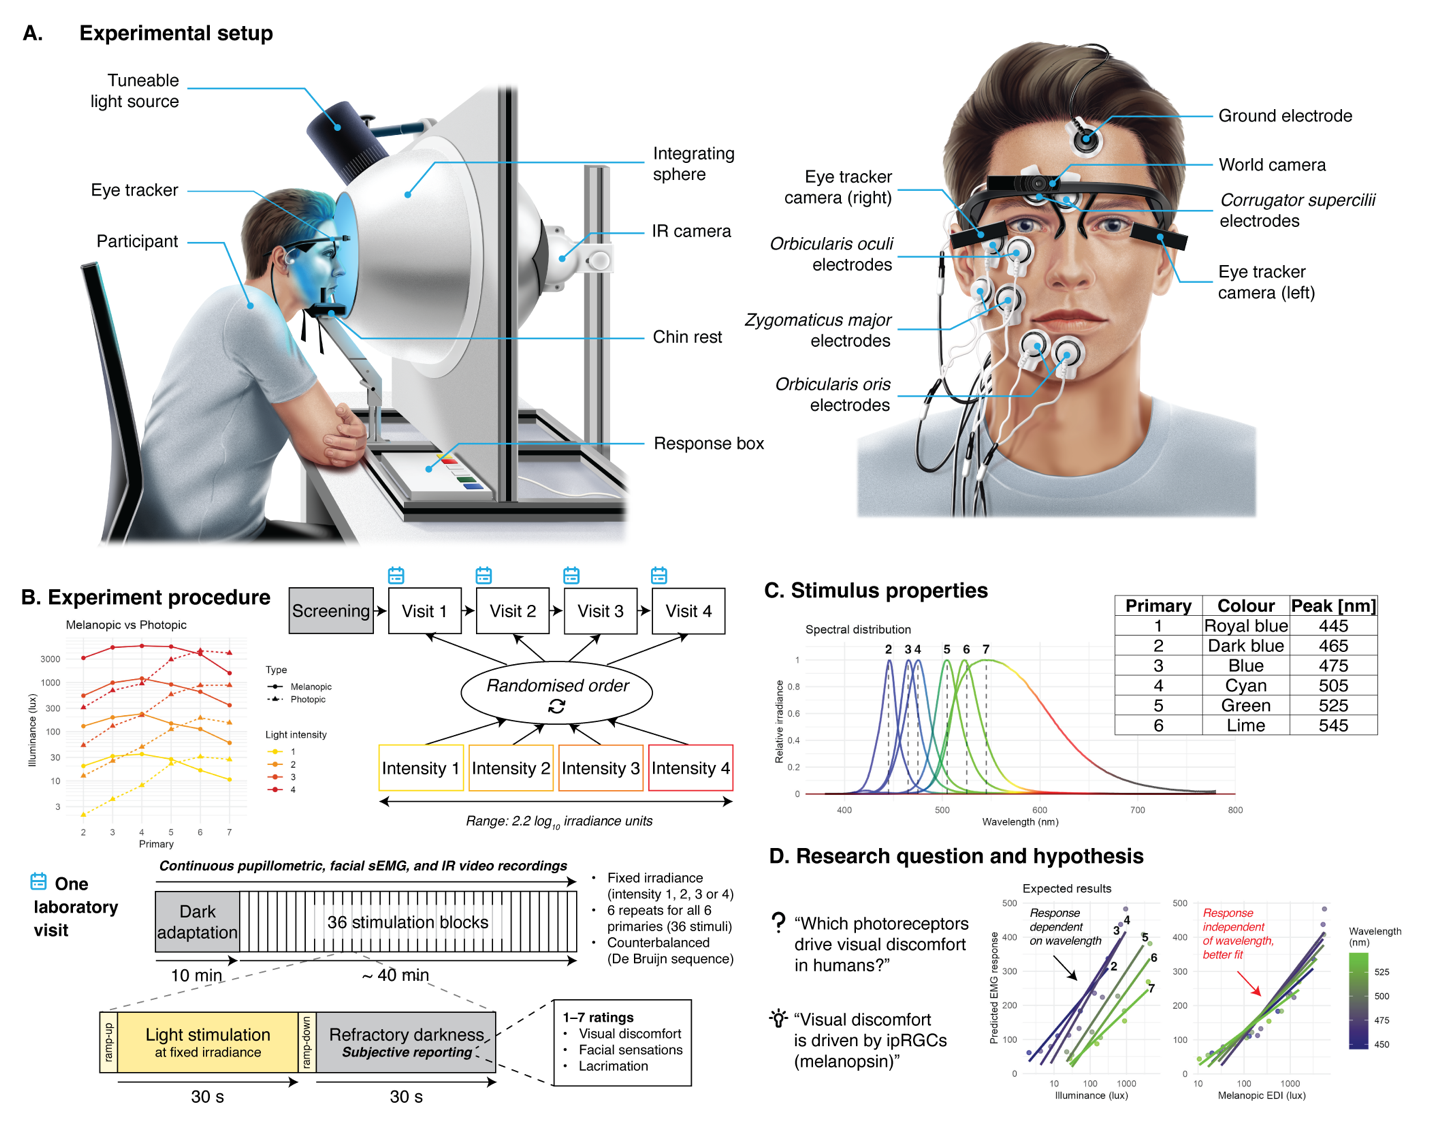 A. Experimental setup
Tuneable
light source
Eye tracker
Participant
Integrating
sphere
IR camera
Chin rest
Response box
Eye tracker
camera (right)
Orbicularis oculi
electrodes
Zygomaticus major
electrodes
Orbicularis oris
electrodes
Ground electrode
World camera
Corrugator supercilii
electrodes
Eye tracker
camera (left)
B. Experiment procedure
Screening
Visit 1
Visit 2
Visit 3
Visit 4
Randomised order
Intensity 1
Intensity 2
Intensity 3
Intensity 4
Range: 2.2 log10 irradiance units
Melanopic vs Photopic
Illuminance (lux)
3000
1000
300
100
30
10
3
2 3 4 5 6 7
Primary
Type
Melanopic
Photopic
Light intensity
1
2
3
4
One
laboratory
visit
Continuous pupillometric, facial sEMG, and IR video recordings
Dark
adaptation
36 stimulation blocks
10 min
~ 40 min
• Fixed irradiance
(intensity 1, 2, 3 or 4)
• 6 repeats for all 6
primaries (36 stimuli)
• Counterbalanced
(De Bruijn sequence)
ramp-up
Light stimulation
at fixed irradiance
ramp-down
Refractory darkness
Subjective reporting
30 s
30 s
1–7 ratings
• Visual discomfort
• Facial sensations
• Lacrimation
C. Stimulus properties
Spectral distribution
2 3 4 5 6 7
Relative irradiance
1
0.8
0.6
0.4
0.2
0
400 500 600 700 800
Wavelength (nm)
Primary Colour Peak [nm]
1 Royal blue 445
2 Dark blue 465
3 Blue 475
4 Cyan 505
5 Green 525
6 Lime 545
D. Research question and hypothesis
“Which photoreceptors
drive visual discomfort
in humans?”
“Visual discomfort
is driven by ipRGCs
(melanopsin)”
Expected results
Predicted EMG response
500
400
300
200
100
0
Response
dependent
on wavelength
4
3
5
2
6
7
10 100 1000
Illuminance (lux)
500
400
300
200
100
0
Response
independent
of wavelength,
better fit
10 100 1000
Melanopic EDI (lux)
Wavelength
(nm)
525
500
475
450